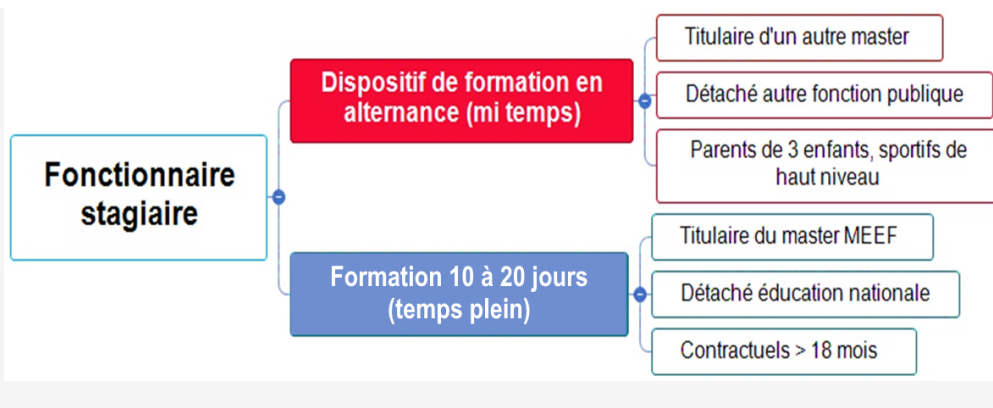 Fonctionnaire
stagiaire
Dispositif de formation en
alternance (mi temps)
Titulaire d'un autre master
Détaché autre fonction publique
Parents de 3 enfants, sportifs de
haut niveau
Formation 10 à 20 jours
(temps plein)
Titulaire du master MEEF
Détaché éducation nationale
Contractuels > 18 mois